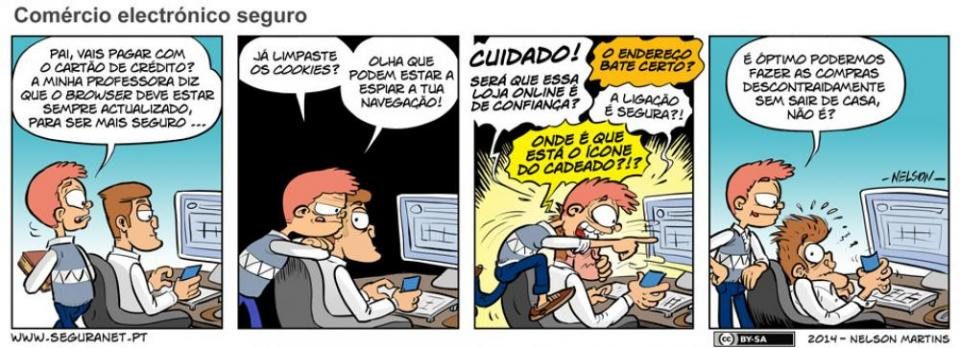 Comércio electrónico seguro
PAI, VAIS PAGAR COM
O CARTÃO DE CRÉDITO?
A MINHA PROFESSORA DIZ
QUE O BROWSER DEVE ESTAR
SEMPRE ACTUALIZADO,
PARA SER MAIS SEGURO ...
JÁ LIMPASTE
OS COOKIES?
OLHA QUE
PODEM ESTAR A
ESPIAR A TUA
NAVEGAÇÃO!
CUIDADO!
SERÁ QUE ESSA
LOJA ONLINE É
DE CONFIANÇA?
O ENDEREÇO
BATE CERTO?
A LIGAÇÃO
É SEGURA?!
ONDE É QUE
ESTÁ O ÍCONE
DO CADEADO?!?
É ÓPTIMO PODERMOS
FAZER AS COMPRAS
DESCONTRAIDAMENTE
SEM SAIR DE CASA,
NÃO É?
-NELSON-
WWW.SEGURANET.PT
cc BY-SA
2014 - NELSON MARTINS